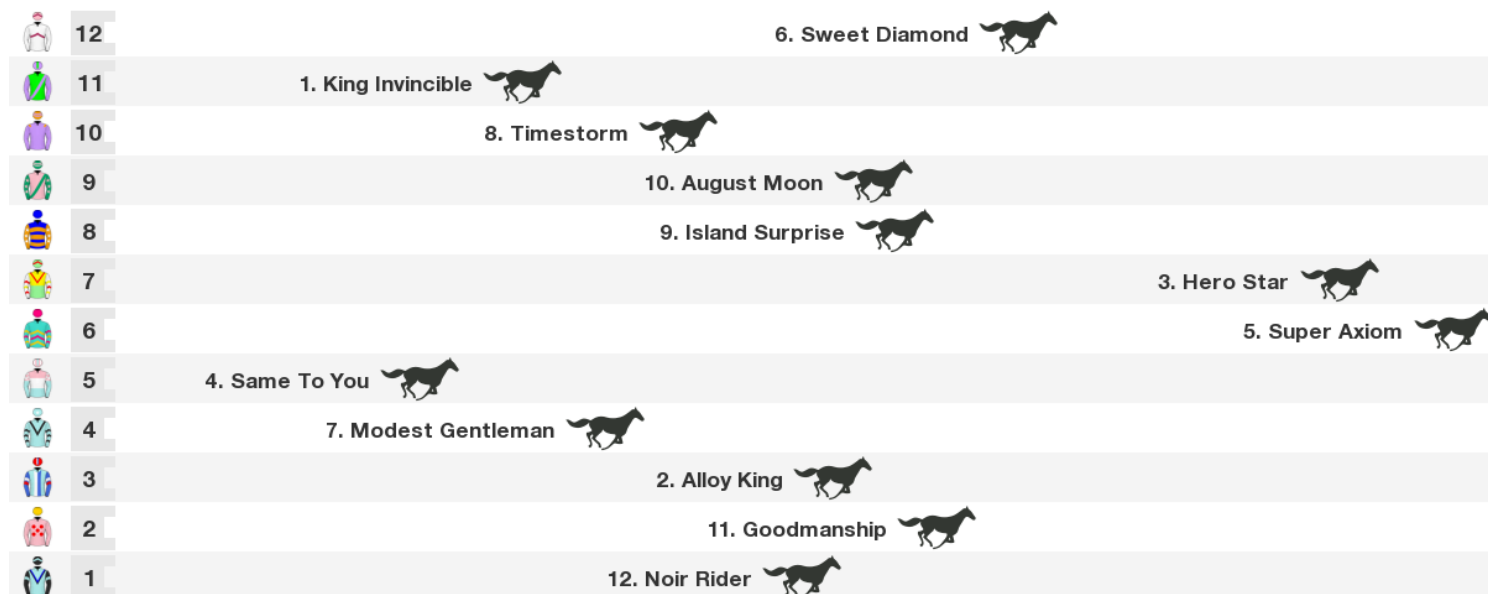 12 6. Sweet Diamond
11 1. King Invincible
10 8. Timestorm
9 10. August Moon
8 9. Island Surprise
7 3. Hero Star
6 5. Super Axiom
5 4. Same To You
4 7. Modest Gentleman
3 2. Alloy King
2 11. Goodmanship
1 12. Noir Rider